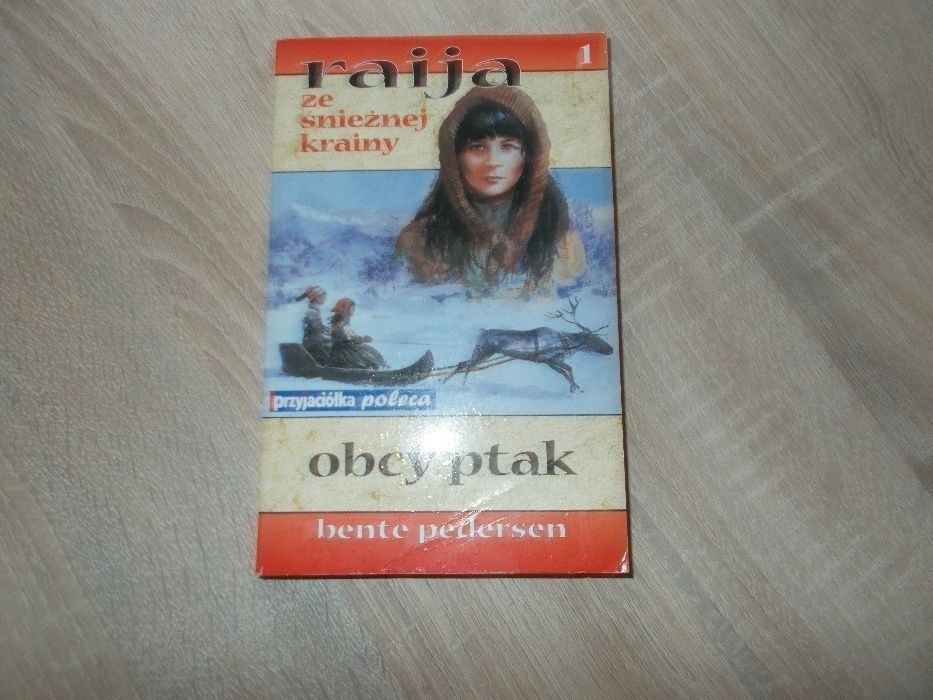 1
raija
ze
śnieżnej
krainy
przyjaciółka poleca
obcy ptak
bente pedersen